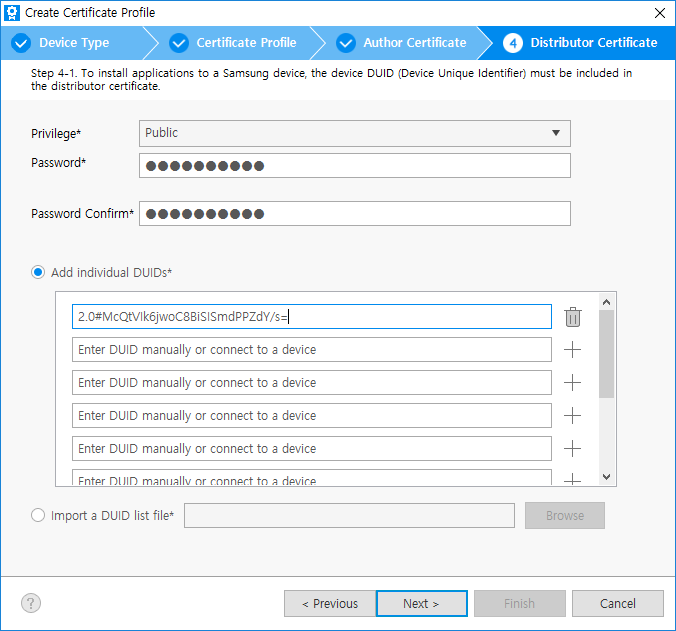 Create Certificate Profile
Device Type
Certificate Profile
Author Certificate
4 Distributor Certificate
Step 4-1. To install applications to a Samsung device, the device DUID (Device Unique Identifier) must be included in
the distributor certificate.
Privilege*
Public
Password*
Password Confirm*
Add individual DUIDs*
2.0#McQtVIk6jwoC8BiSISmdPPZdY/s=
Enter DUID manually or connect to a device
Enter DUID manually or connect to a device
Enter DUID manually or connect to a device
Enter DUID manually or connect to a device
Enter DUID manually or connect to a device
Import a DUID list file*
Browse
?
< Previous
Next >
Finish
Cancel